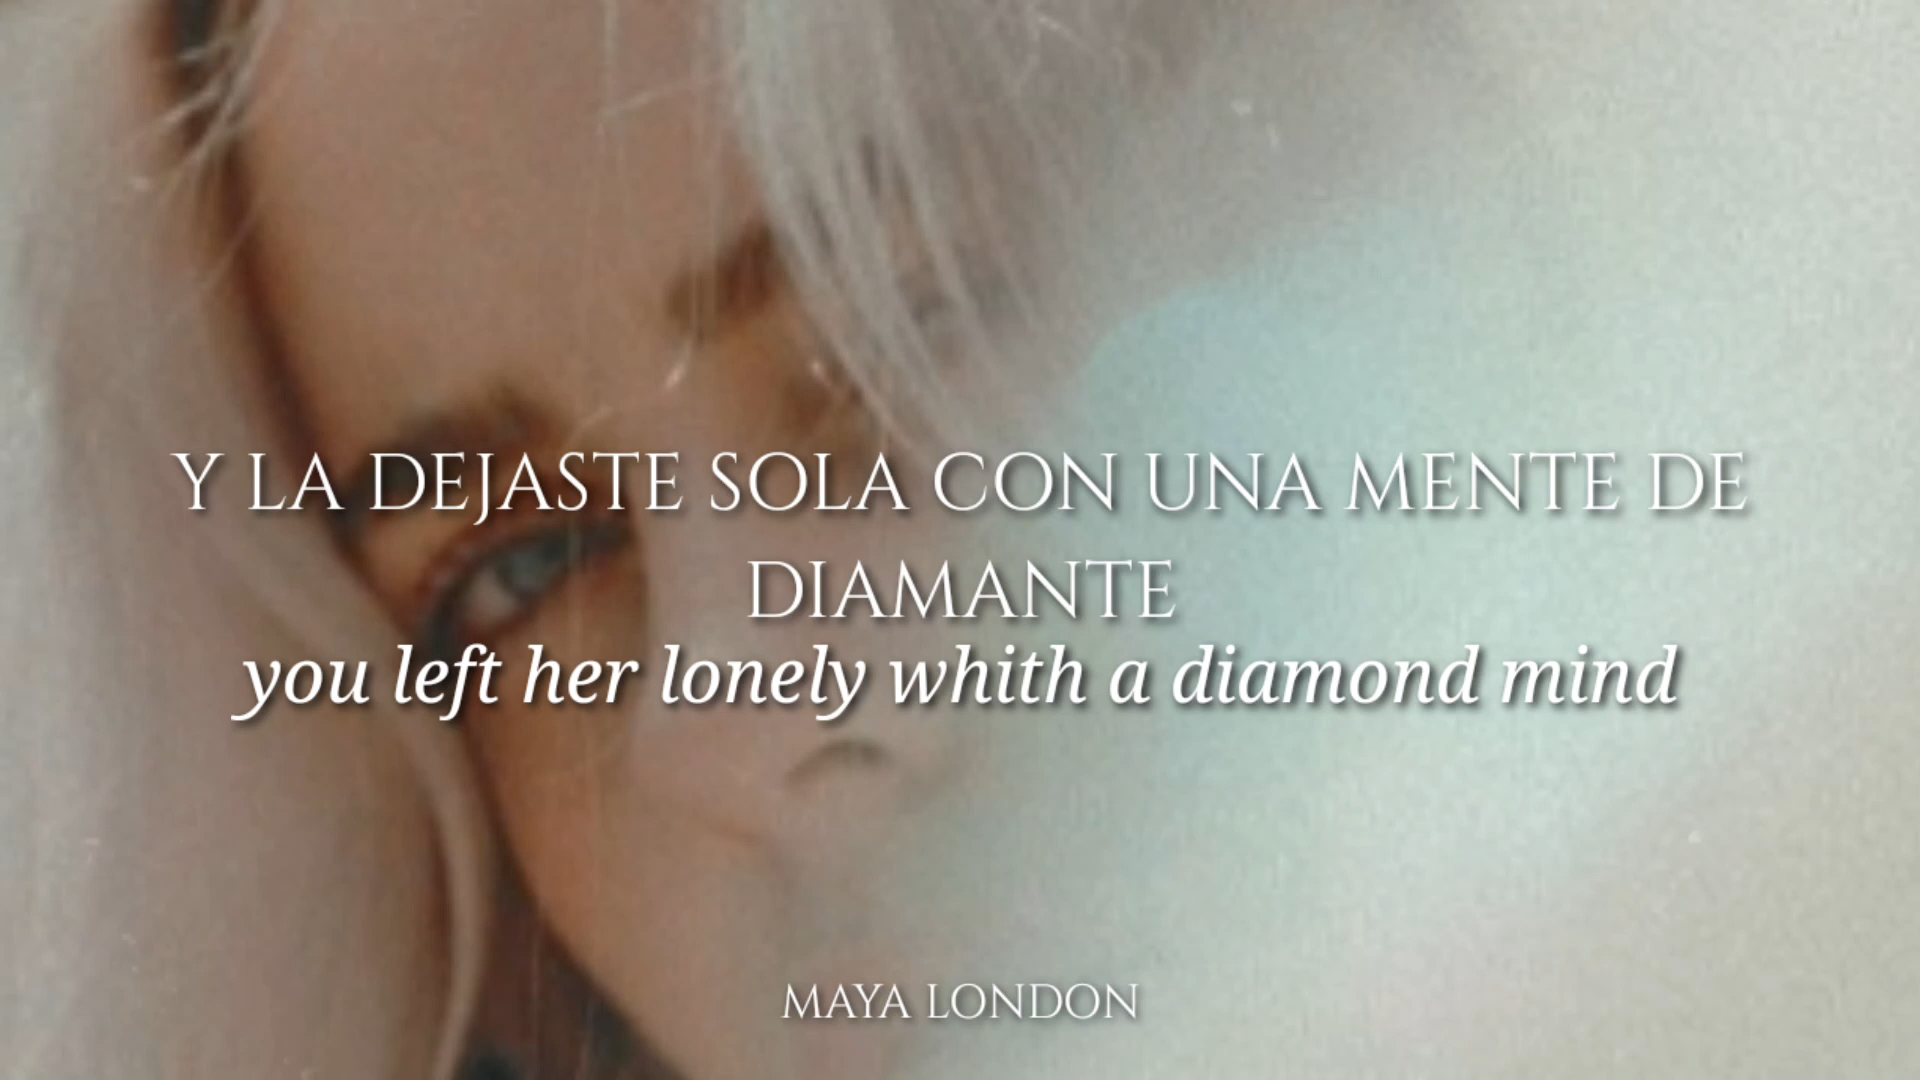 Y LA DEJASTE SOLA CON UNA MENTE DE
DIAMANTE
you left her lonely whith a diamond mind
MAYA LONDON